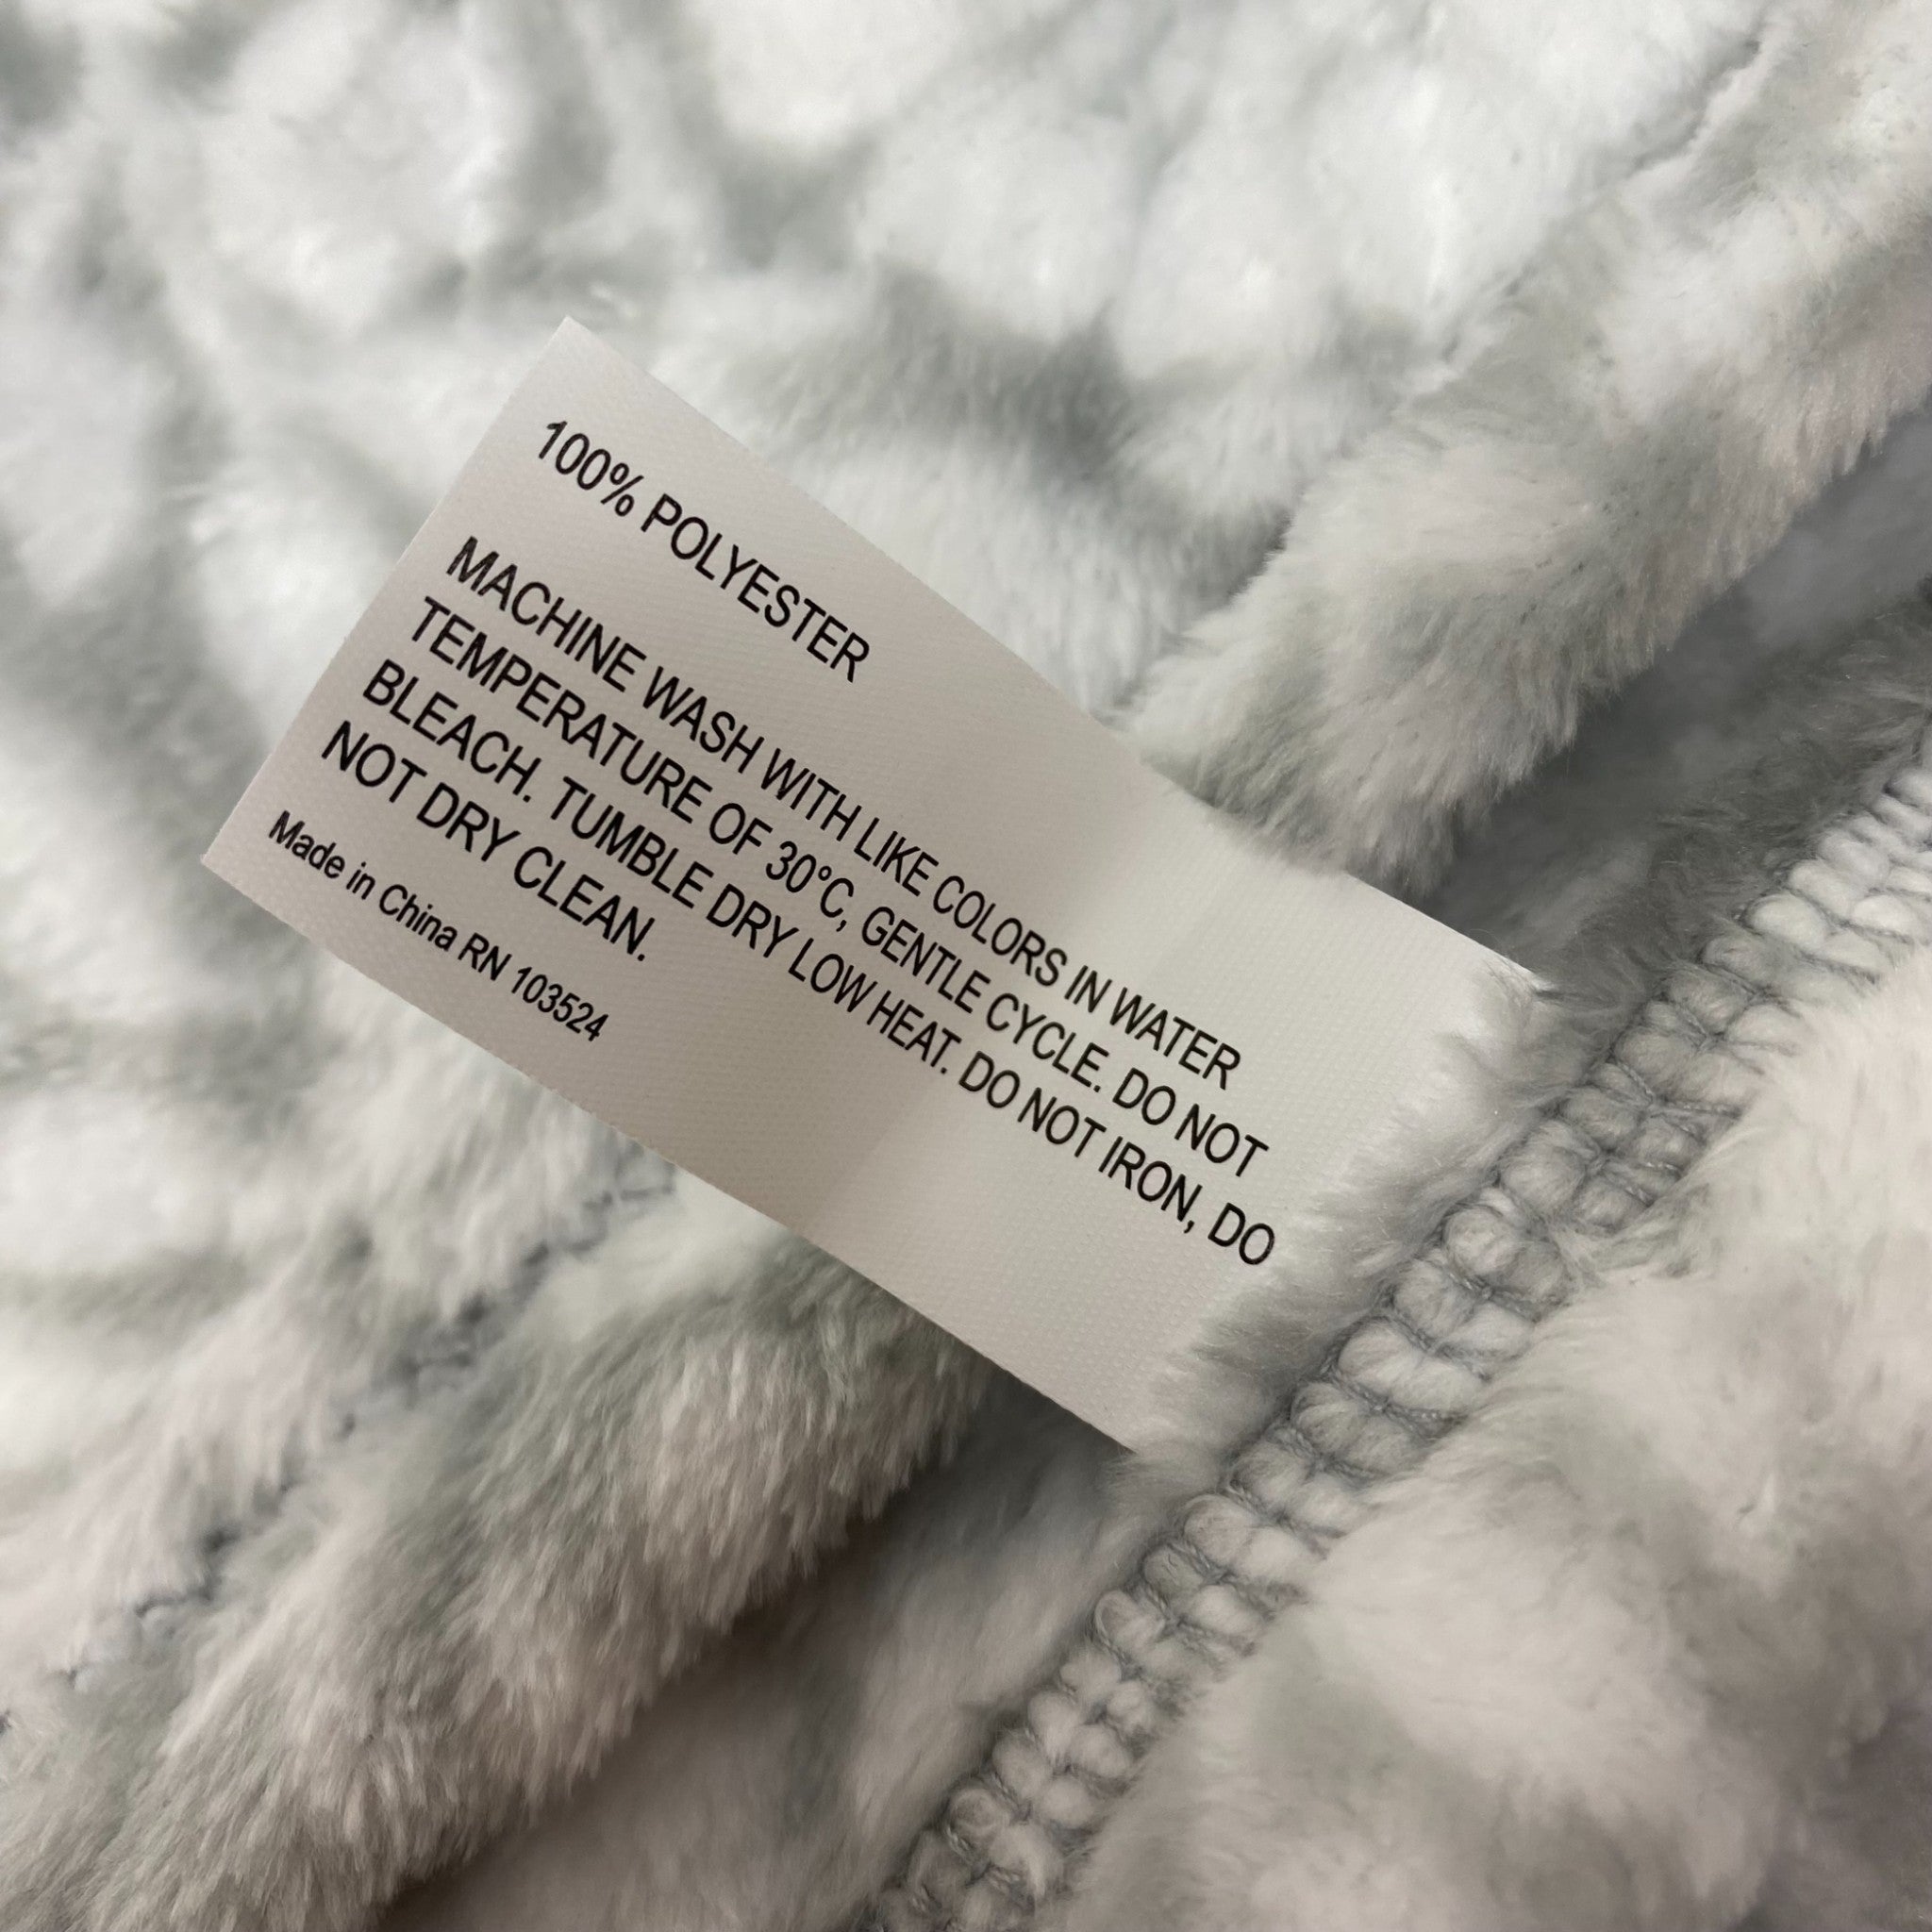 100% POLYESTER
MACHINE WASH WITH LIKE COLORS IN WATER
TEMPERATURE OF 30°C, GENTLE CYCLE. DO NOT
BLEACH. TUMBLE DRY LOW HEAT. DO NOT IRON, DO
NOT DRY CLEAN.
Made in China RN 103524